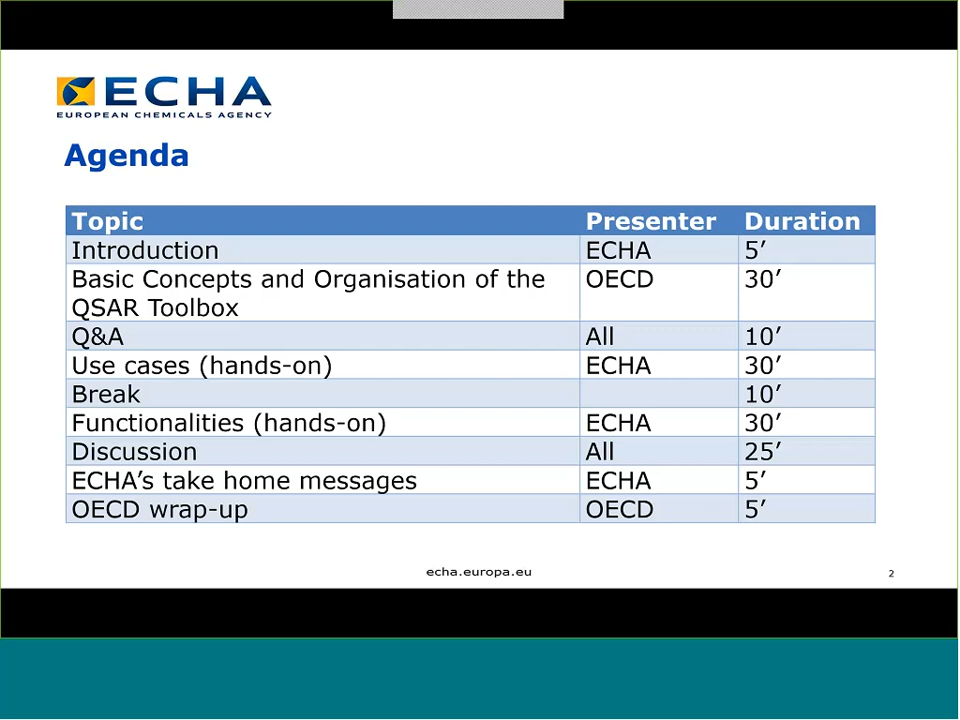 ECHA
EUROPEAN CHEMICALS AGENCY
Agenda
Topic Presenter Duration
Introduction ECHA 5’
Basic Concepts and Organisation of the OECD 30’
QSAR Toolbox
Q&A All 10’
Use cases (hands-on) ECHA 30’
Break 10’
Functionalities (hands-on) ECHA 30’
Discussion All 25’
ECHA’s take home messages ECHA 5’
OECD wrap-up OECD 5’
echa.europa.eu 2